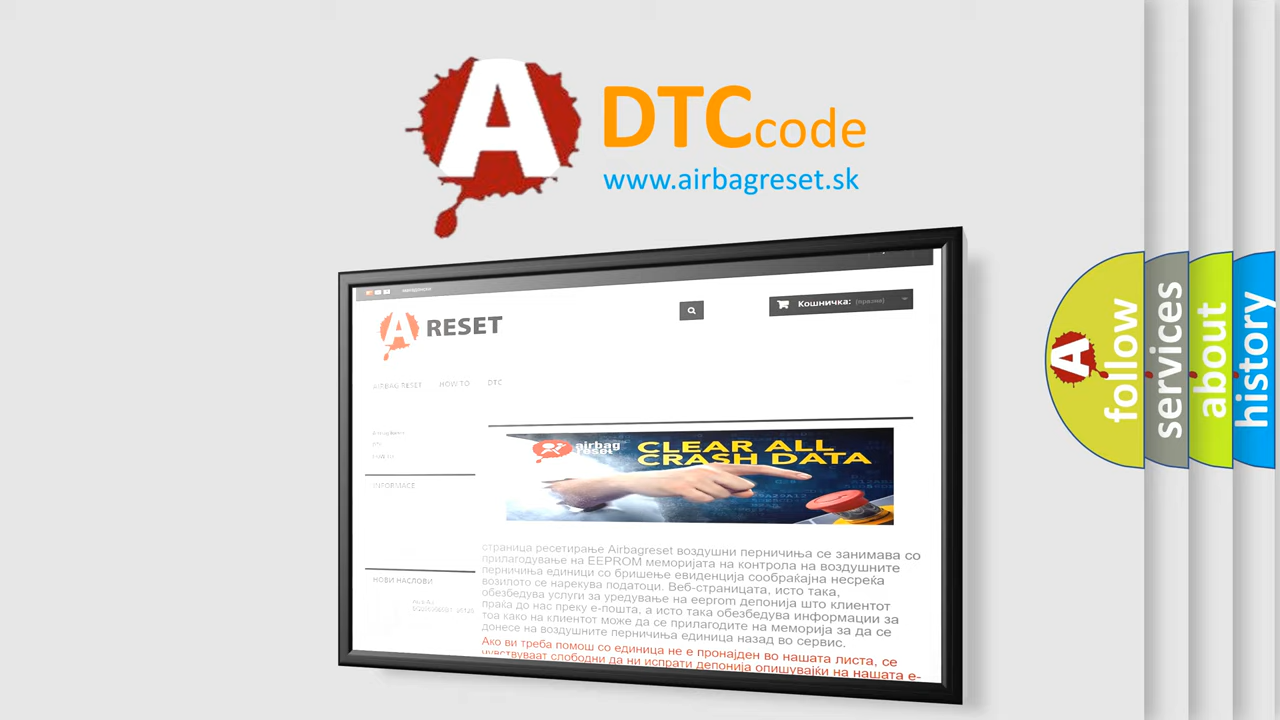 A DTC code
www.airbagreset.sk
A RESET
Кошничка: (празни)
AIRBAG RESET HOW TO DTC
INFORMACE
airbag
reset
CLEAR ALL
CRASH DATA
страница ресетирање Airbagreset воздушни перничиња се занимава со
прилагодување на EEPROM меморијата на контрола на воздушните
перничиња единици со бришење евиденција сообраќајна несреќа
возилото се нарекува податоци. Веб-страницата, исто така,
обезбедува услуги за уредување на eeprom депонија што клиентот
праќа до нас преку е-пошта, а исто така обезбедува информации за
тоа како на клиентот може да се прилагодите на меморија за да се
донесе на воздушните перничиња единица назад во сервис.
Ако ви треба помош со единица не е пронајден во нашата листа, се
чувствуваат слободни да ни испрати депонија опишувајќи на нашата е-
НОВИ НАСЛОВИ
A
follow
services
about
history